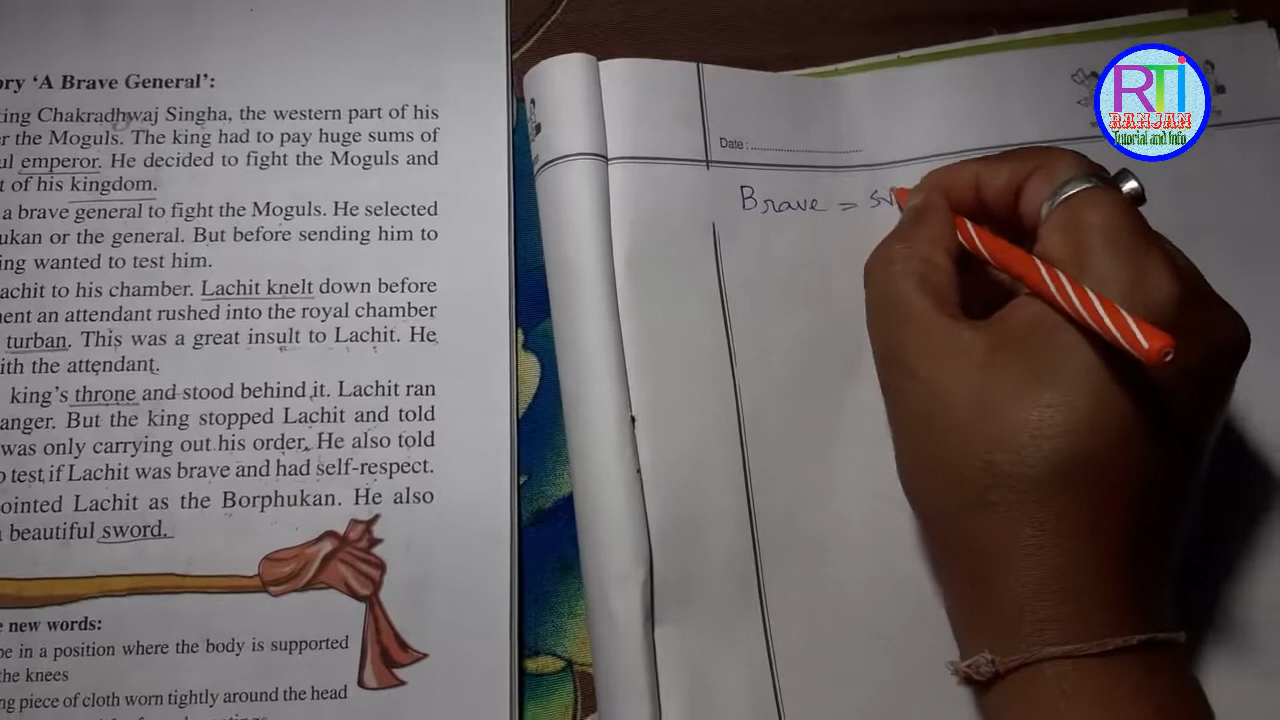 ory ‘A Brave General’:
ing Chakradhwaj Singha, the western part of his
er the Moguls. The king had to pay huge sums of
ul emperor. He decided to fight the Moguls and
t of his kingdom.
a brave general to fight the Moguls. He selected
ukan or the general. But before sending him to
ing wanted to test him.
achit to his chamber. Lachit knelt down before
ent an attendant rushed into the royal chamber
turban. This was a great insult to Lachit. He
ith the attendant.
king’s throne and stood behind it. Lachit ran
anger. But the king stopped Lachit and told
was only carrying out his order. He also told
o test if Lachit was brave and had self-respect.
ointed Lachit as the Borphukan. He also
beautiful sword.
e new words:
be in a position where the body is supported
the knees
ng piece of cloth worn tightly around the head
Date :
Brave =
RTi
RANJAN
Tutorial and Info